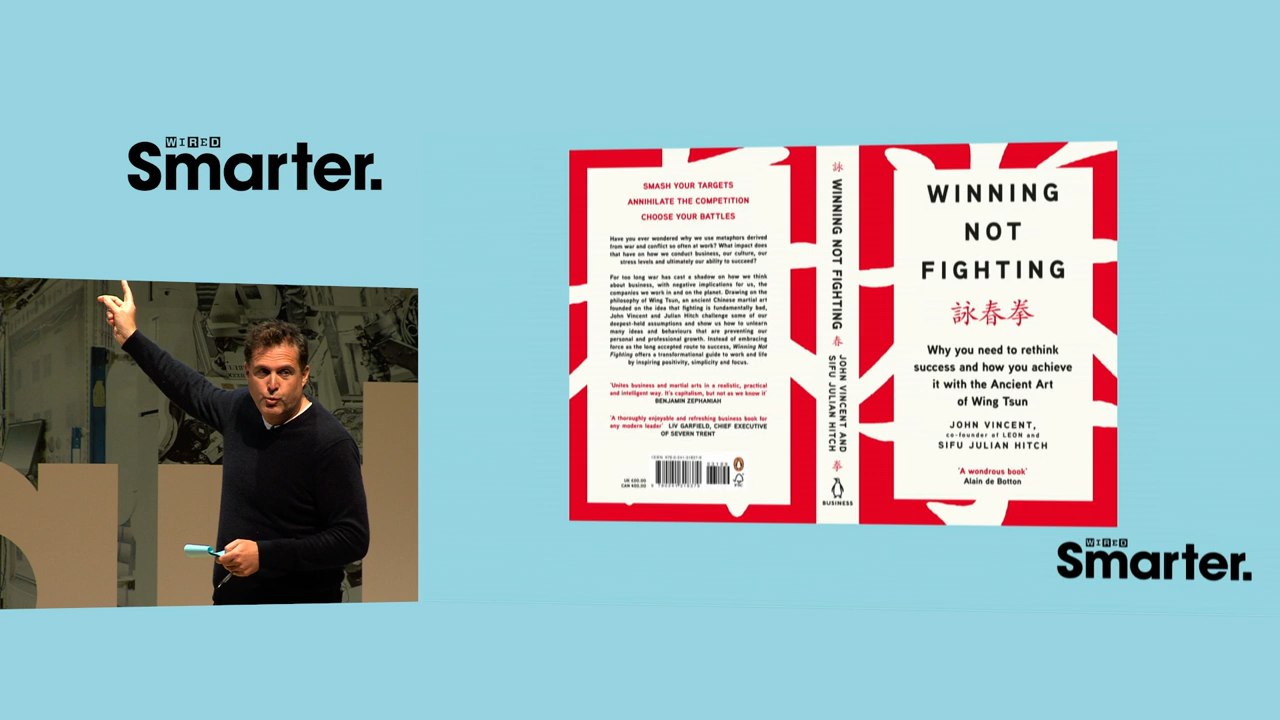 WIRED
Smarter.
SMASH YOUR TARGETS
ANNIHILATE THE COMPETITION
CHOOSE YOUR BATTLES
Have you ever wondered why we use metaphors derived
from war and conflict so often at work? What impact does
that have on how we conduct business, our culture, our
stress levels and ultimately our ability to succeed?
For too long war has cast a shadow on how we think
about business, with negative implications for us, the
companies we work in and on the planet. Drawing on the
philosophy of Wing Tsun, an ancient Chinese martial art
founded on the idea that fighting is fundamentally bad,
John Vincent and Julian Hitch challenge some of our
deepest-held assumptions and show us how to unlearn
many ideas and behaviours that are preventing our
personal and professional growth. Instead of embracing
force as the long accepted route to success, Winning Not
Fighting offers a transformational guide to work and life
by inspiring positivity, simplicity and focus.
'Unites business and martial arts in a realistic, practical
and intelligent way. It's capitalism, but not as we know it'
BENJAMIN ZEPHANIAH
'A thoroughly enjoyable and refreshing business book for
any modern leader' LIV GARFIELD, CHIEF EXECUTIVE
OF SEVERN TRENT
UK £00.00
CAN $00.00
詠 WINNING NOT FIGHTING 春 JOHN VINCENT AND
SIFU JULIAN HITCH 拳
BUSINESS
WINNING
NOT
FIGHTING
詠春拳
Why you need to rethink
success and how you achieve
it with the Ancient Art
of Wing Tsun
JOHN VINCENT,
co-founder of LEON and
SIFU JULIAN HITCH
'A wondrous book'
Alain de Botton
WIRED
Smarter.